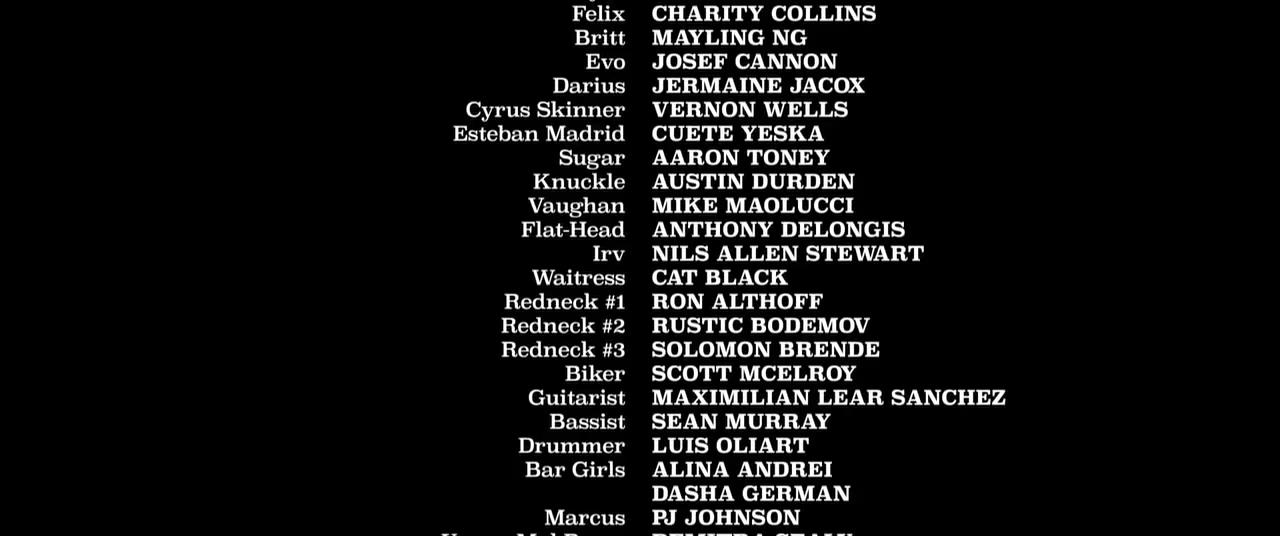 Felix CHARITY COLLINS
Britt MAYLING NG
Evo JOSEF CANNON
Darius JERMAINE JACOX
Cyrus Skinner VERNON WELLS
Esteban Madrid CUETE YESKA
Sugar AARON TONEY
Knuckle AUSTIN DURDEN
Vaughan MIKE MAOLUCCI
Flat-Head ANTHONY DELONGIS
Irv NILS ALLEN STEWART
Waitress CAT BLACK
Redneck #1 RON ALTHOFF
Redneck #2 RUSTIC BODEMOV
Redneck #3 SOLOMON BRENDE
Biker SCOTT MCELROY
Guitarist MAXIMILIAN LEAR SANCHEZ
Bassist SEAN MURRAY
Drummer LUIS OLIART
Bar Girls ALINA ANDREI
DASHA GERMAN
Marcus PJ JOHNSON